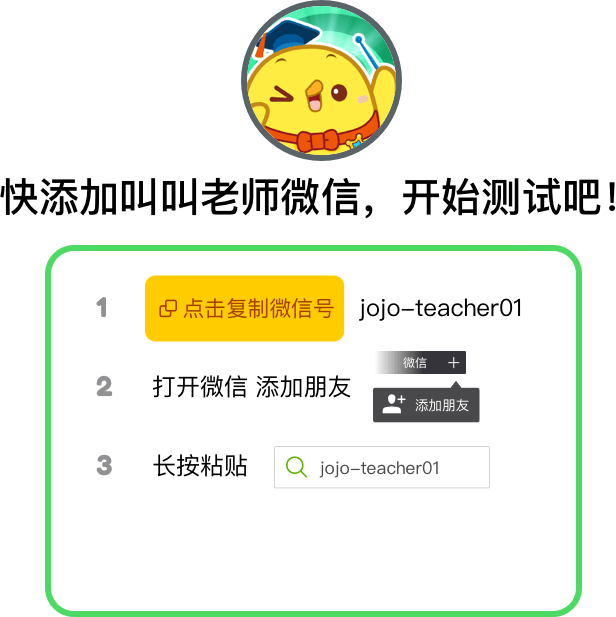 快添加叫叫老师微信，开始测试吧！
1 点击复制微信号 jojo-teacher01
微信 +
2 打开微信 添加朋友
添加朋友
3 长按粘贴 jojo-teacher01